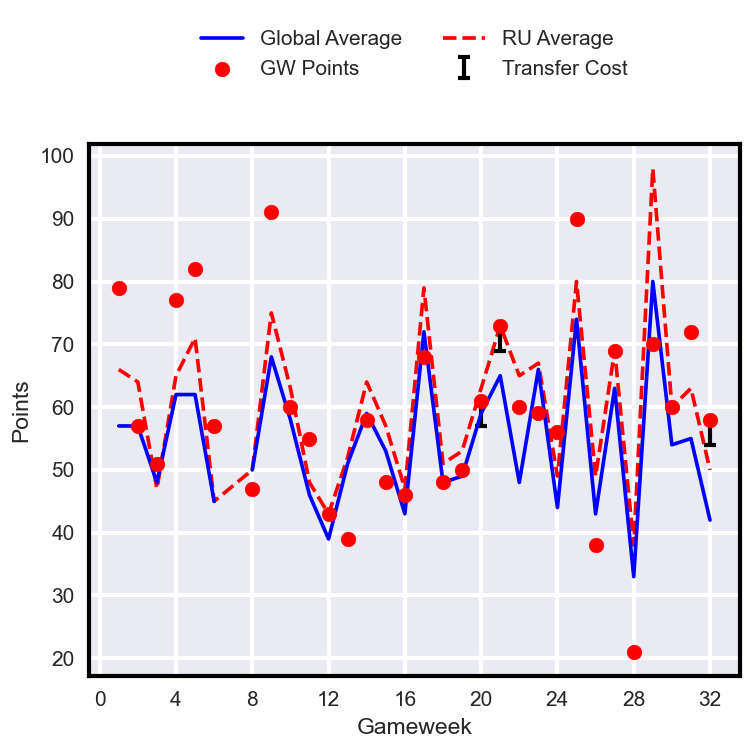 Global Average
RU Average
GW Points
Transfer Cost
100
90
80
70
60
50
40
30
20
Points
0 4 8 12 16 20 24 28 32
Gameweek